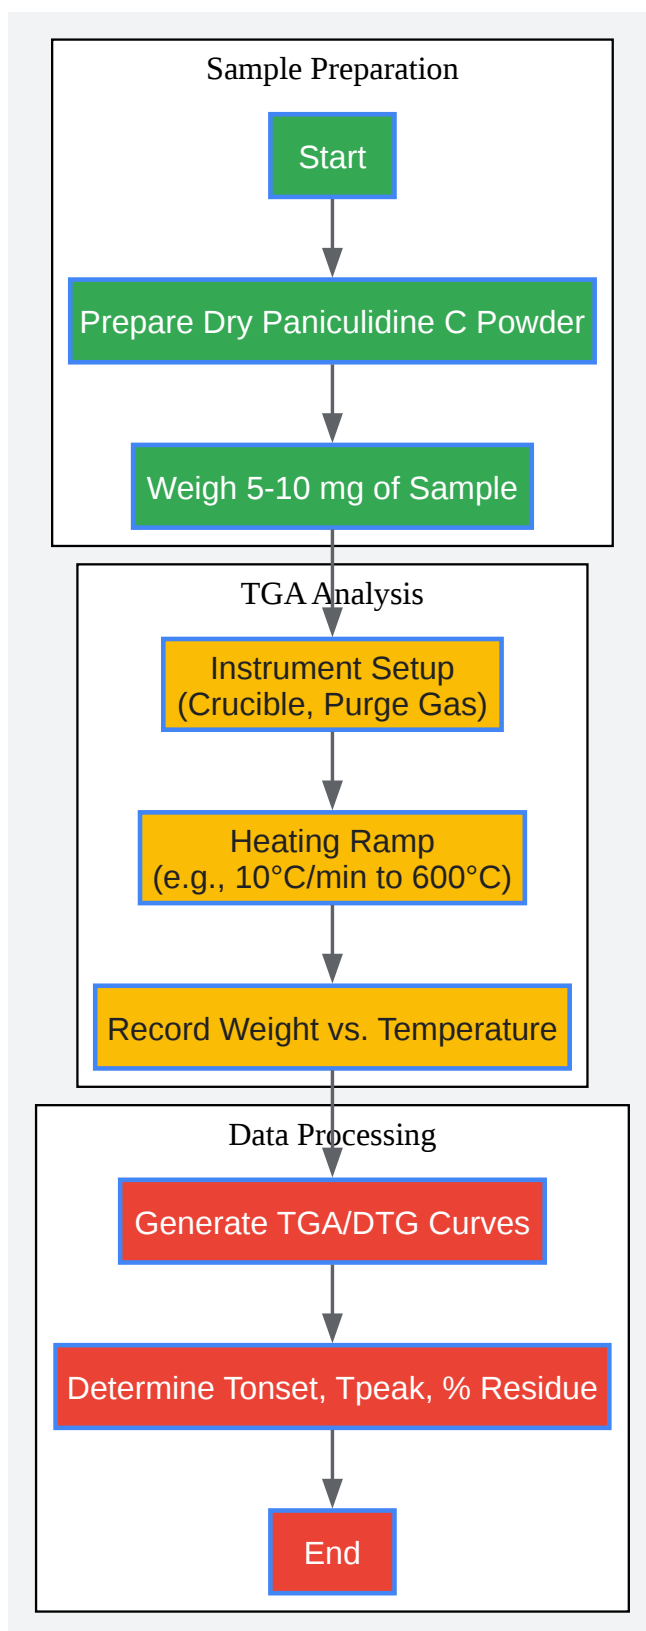 Sample Preparation
Start
Prepare Dry Paniculidine C Powder
Weigh 5-10 mg of Sample
TGA Analysis
Instrument Setup
(Crucible, Purge Gas)
Heating Ramp
(e.g., 10°C/min to 600°C)
Record Weight vs. Temperature
Data Processing
Generate TGA/DTG Curves
Determine Tonset, Tpeak, % Residue
End